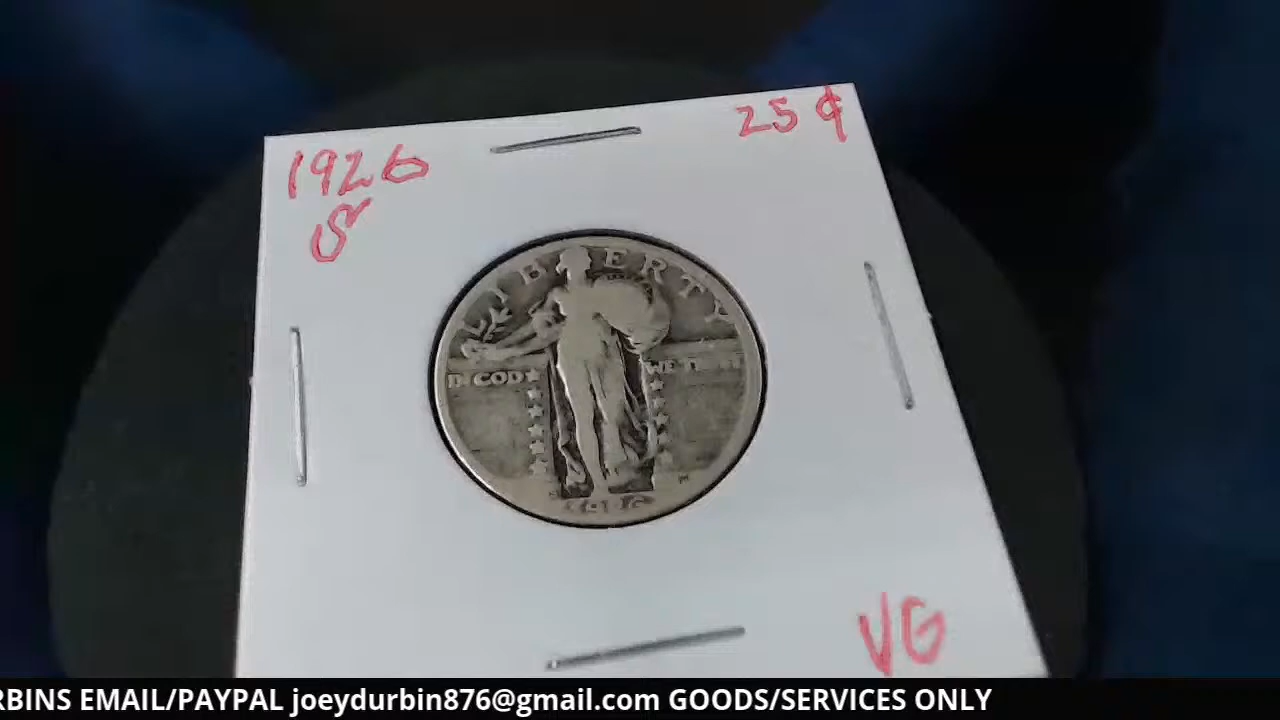 1926
25 ¢
S
LIBERTY
IN GOD WE TRUST
VG
RBINS EMAIL/PAYPAL joeydurbin876@gmail.com GOODS/SERVICES ONLY